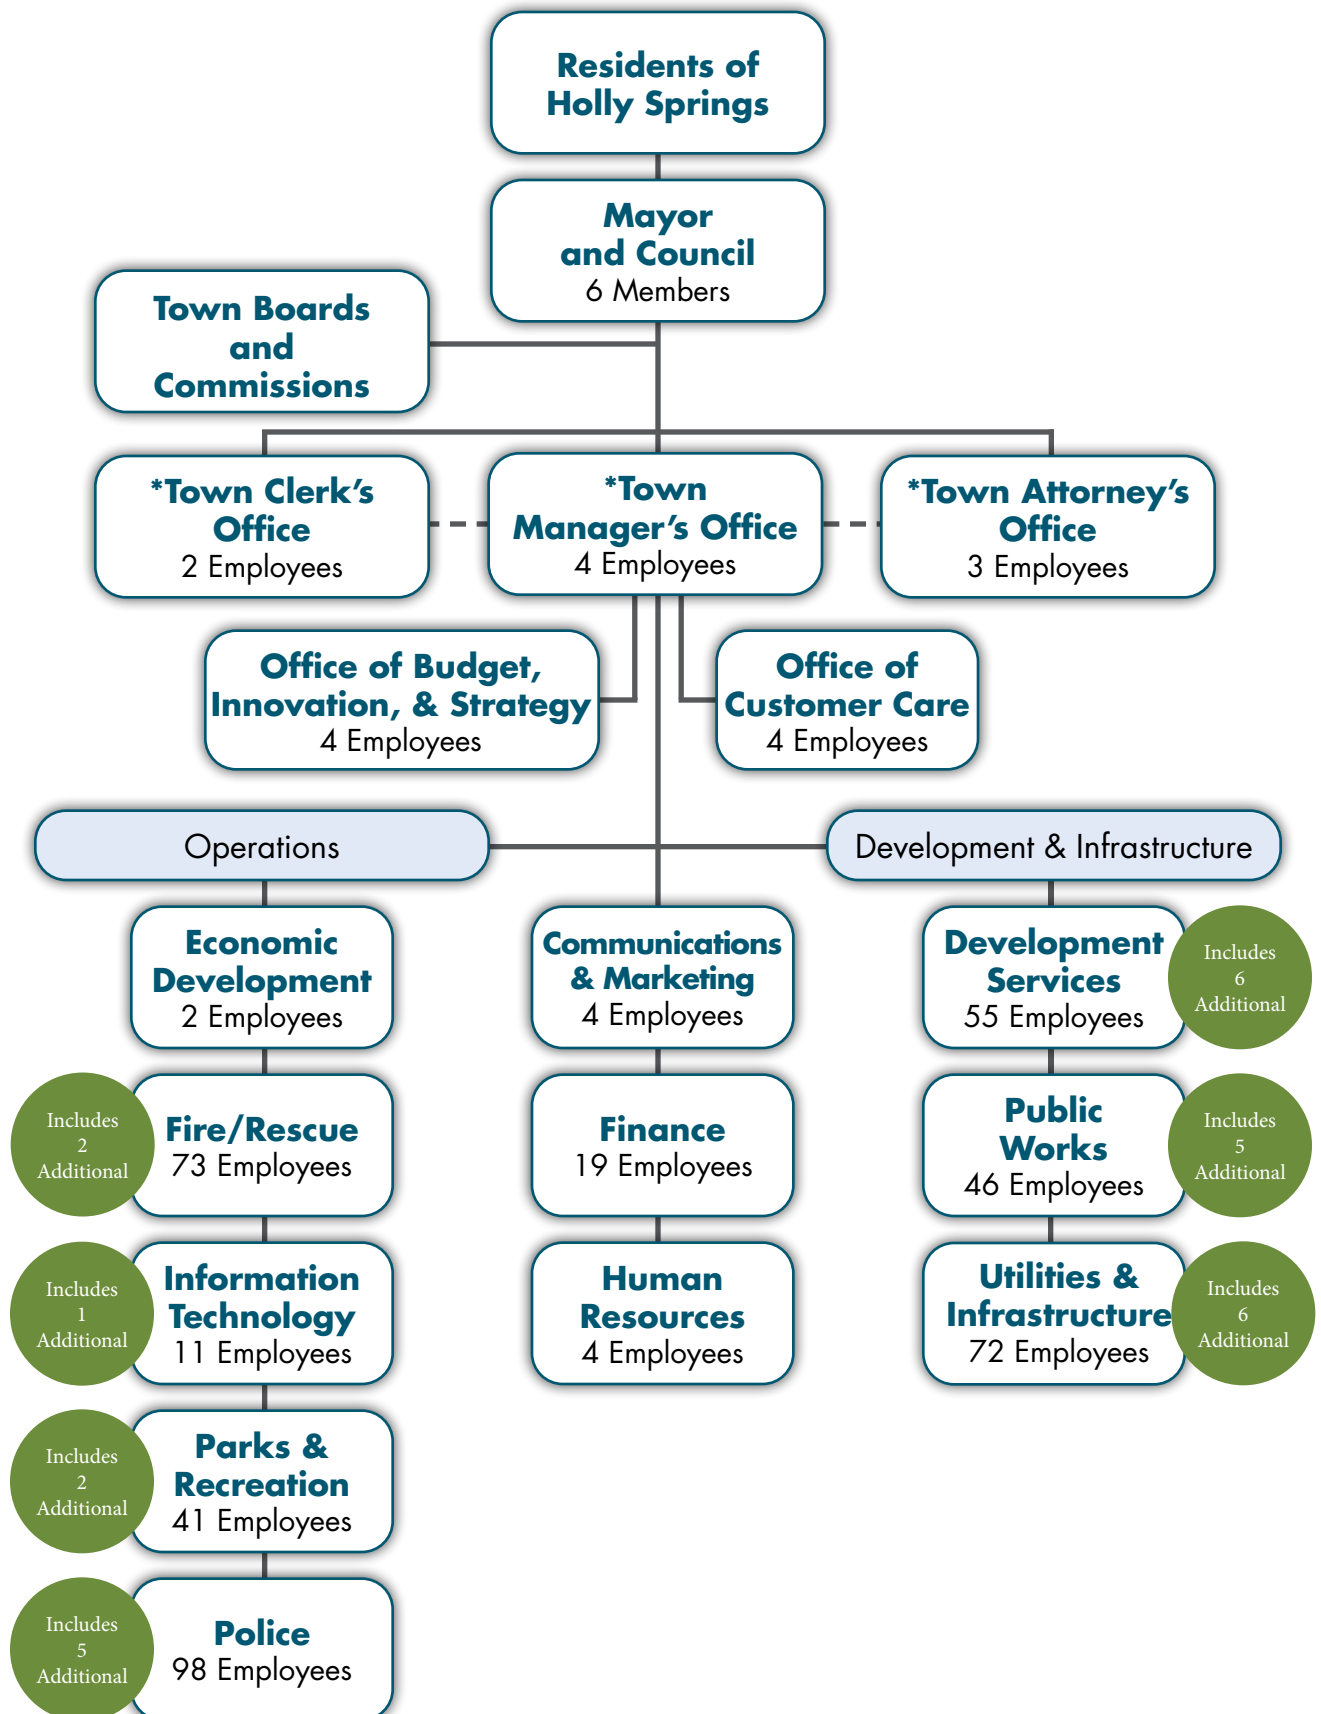 Residents of
Holly Springs
Mayor
and Council
6 Members
Town Boards
and
Commissions
*Town Clerk's
Office
2 Employees
*Town
Manager's Office
4 Employees
*Town Attorney's
Office
3 Employees
Office of Budget,
Innovation, & Strategy
4 Employees
Office of
Customer Care
4 Employees
Operations
Development & Infrastructure
Economic
Development
2 Employees
Communications
& Marketing
4 Employees
Development
Services
55 Employees
Includes
6
Additional
Includes
2
Additional
Fire/Rescue
73 Employees
Finance
19 Employees
Public
Works
46 Employees
Includes
5
Additional
Includes
1
Additional
Information
Technology
11 Employees
Human
Resources
4 Employees
Utilities &
Infrastructure
72 Employees
Includes
6
Additional
Includes
2
Additional
Parks &
Recreation
41 Employees
Includes
5
Additional
Police
98 Employees